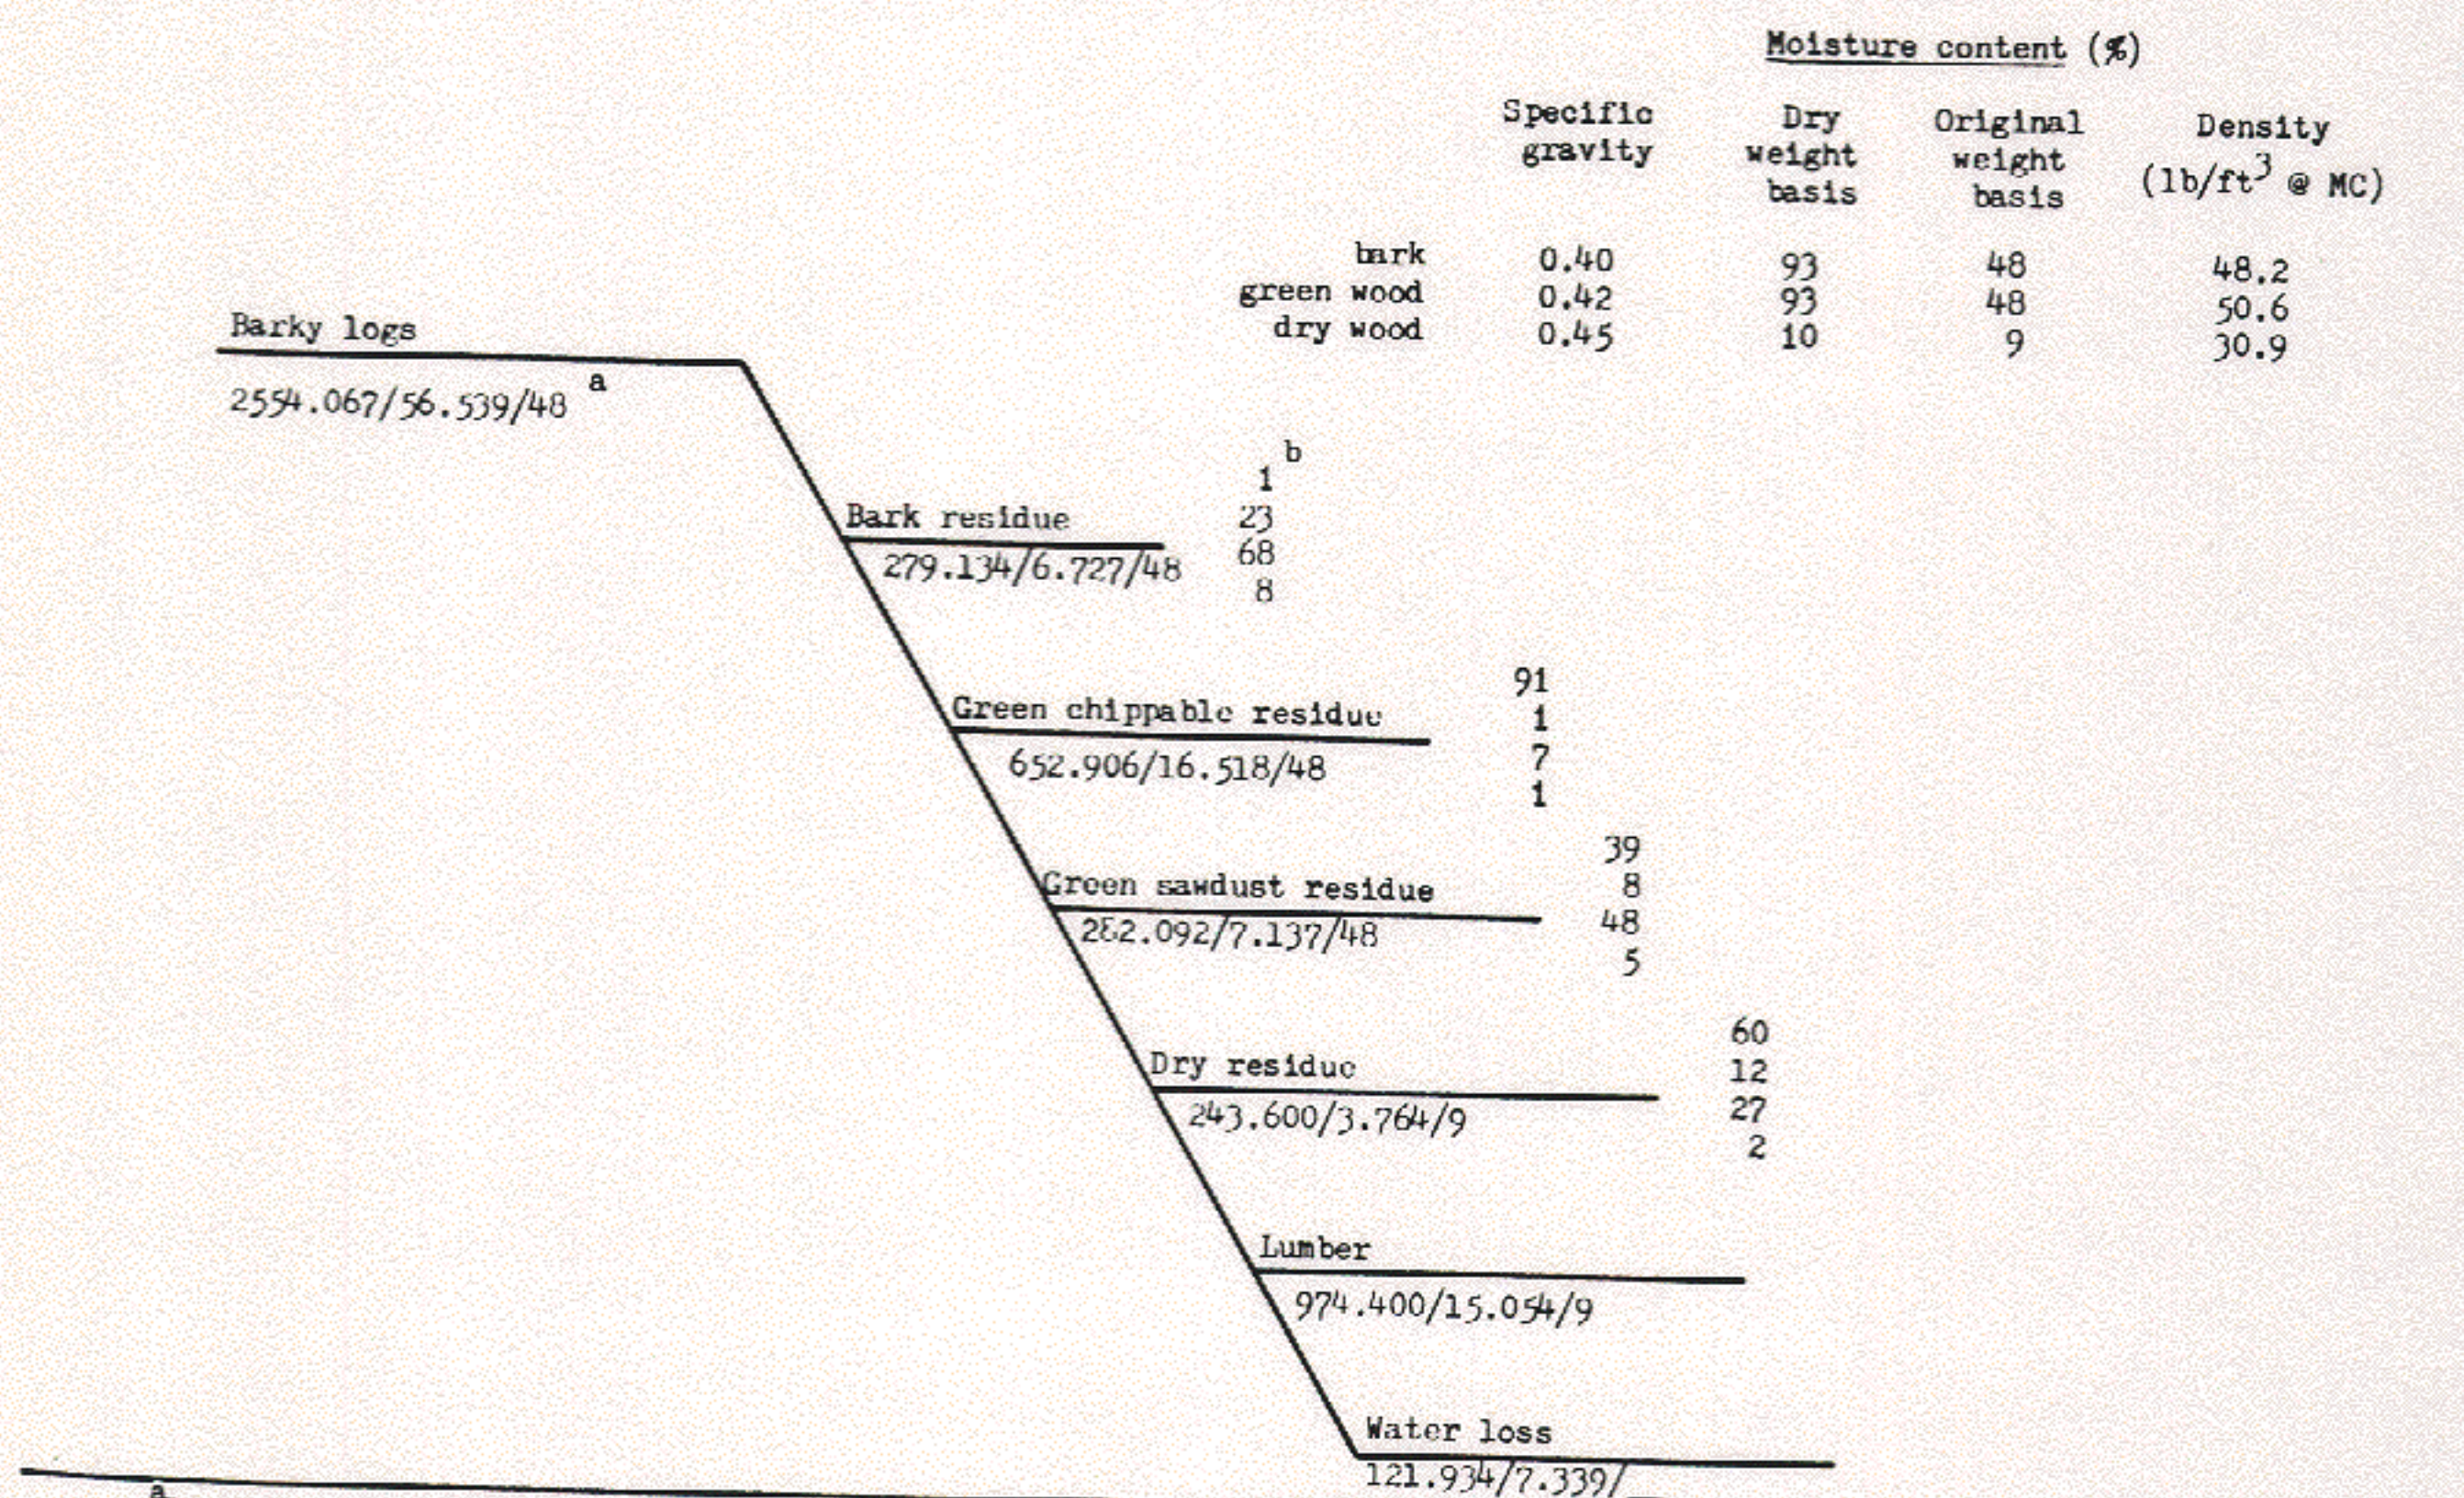 Moisture content (%)
Specific gravity
Dry weight basis
Original weight basis
Density (lb/ft3 @ MC)
bark 0.40 93 48 48.2
green wood 0.42 93 48 50.6
dry wood 0.45 10 9 30.9
Barky logs
2554.067/56.539/48 a
b
1
23
68
8
Bark residue
279.134/6.727/48
91
1
7
1
Green chippable residue
652.906/16.518/48
39
8
48
5
Green sawdust residue
282.092/7.137/48
60
12
27
2
Dry residue
243.600/3.764/9
Lumber
974.400/15.054/9
Water loss
121.934/7.339/
a